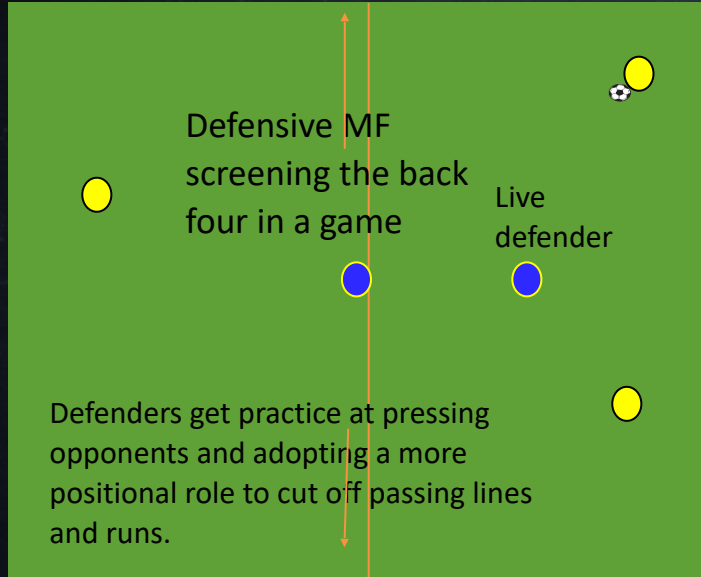 Defensive MF
screening the back
four in a game
Live
defender
Defenders get practice at pressing
opponents and adopting a more
positional role to cut off passing lines
and runs.